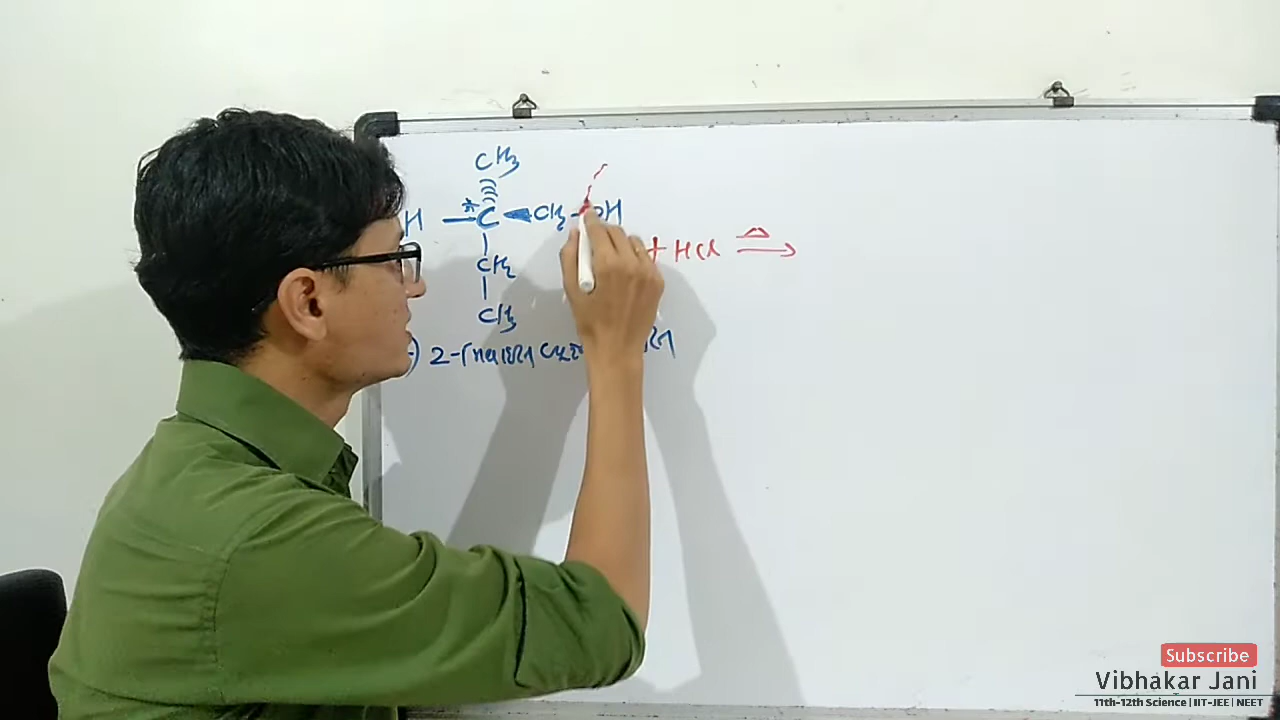 CH3
H — *C ◄ CH2 — OH
+ HCl △ →
CH2
CH3
(-) 2-
Subscribe
Vibhakar Jani
11th-12th Science | IIT-JEE | NEET